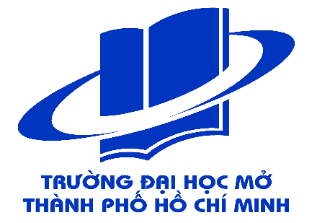 TRƯỜNG ĐẠI HỌC MỞ
THÀNH PHỐ HỒ CHÍ MINH